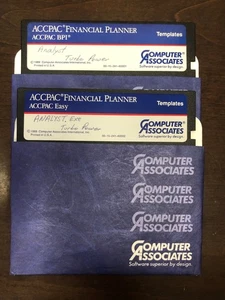 ACCPAC® FINANCIAL PLANNER
ACCPAC BPI®
Templates
Analyst
Turbo Power
COMPUTER
ASSOCIATES
Software superior by design.
ACCPAC® FINANCIAL PLANNER
ACCPAC Easy
Templates
ANALYST.EXE
Turbo Power
COMPUTER
ASSOCIATES
Software superior by design.
COMPUTER
ASSOCIATES
COMPUTER
ASSOCIATES
COMPUTER
ASSOCIATES
COMPUTER
ASSOCIATES
Software superior by design.